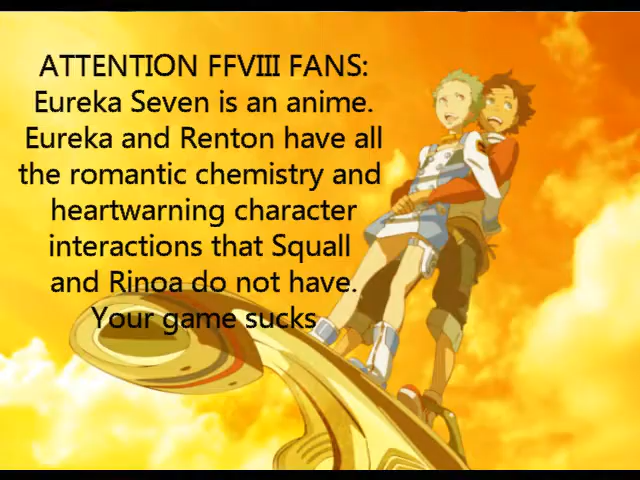 ATTENTION FFVIII FANS:
Eureka Seven is an anime.
Eureka and Renton have all
the romantic chemistry and
heartwarning character
interactions that Squall
and Rinoa do not have.
Your game sucks